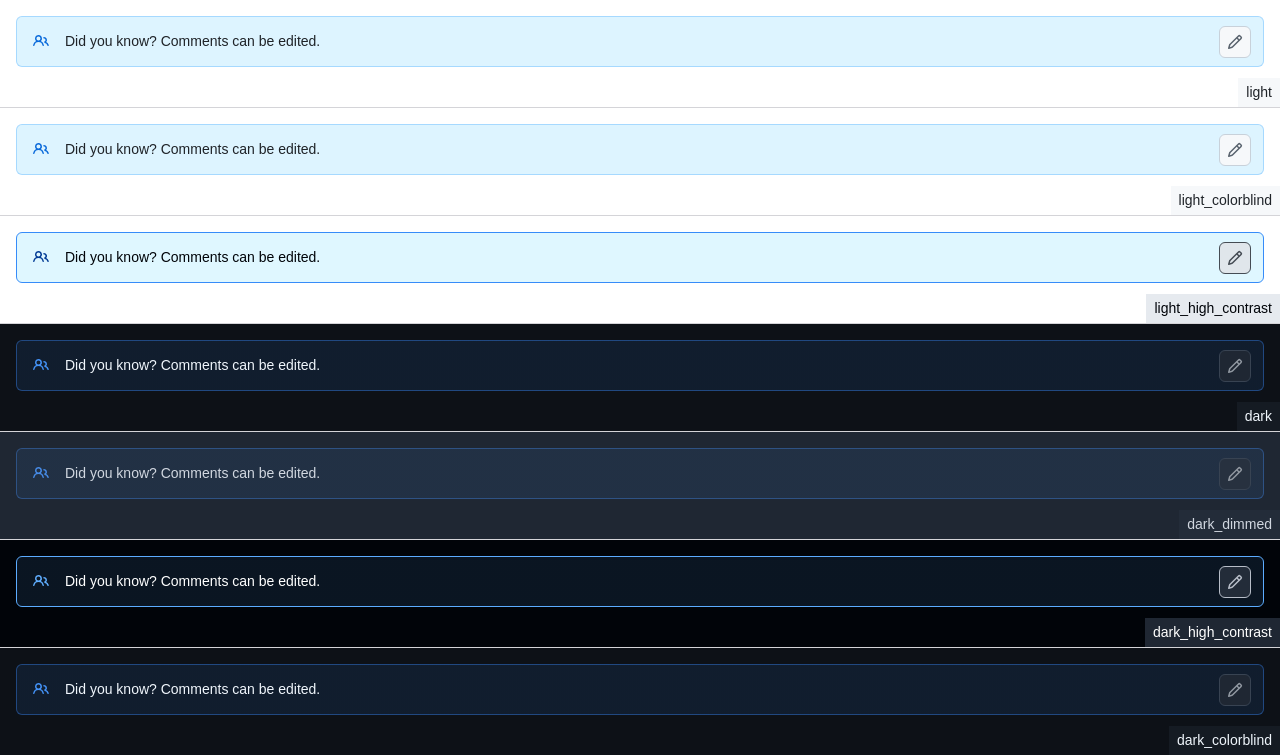 Did you know? Comments can be edited.
light
Did you know? Comments can be edited.
light_colorblind
Did you know? Comments can be edited.
light_high_contrast
Did you know? Comments can be edited.
dark
Did you know? Comments can be edited.
dark_dimmed
Did you know? Comments can be edited.
dark_high_contrast
Did you know? Comments can be edited.
dark_colorblind